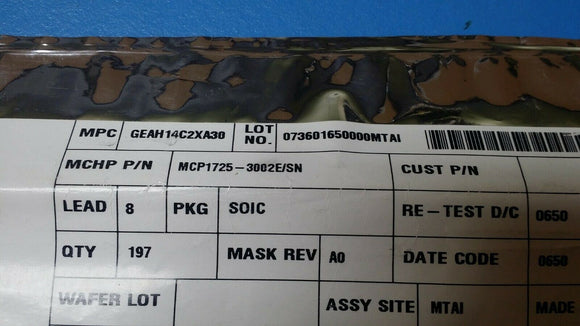 MPC GEAH14C2XA30 LOT NO. 073601650000MTAI
MCHP P/N MCP1725-3002E/SN CUST P/N
LEAD 8 PKG SOIC RE-TEST D/C 0650
QTY 197 MASK REV A0 DATE CODE 0650
WAFER LOT ASSY SITE MTAI MADE